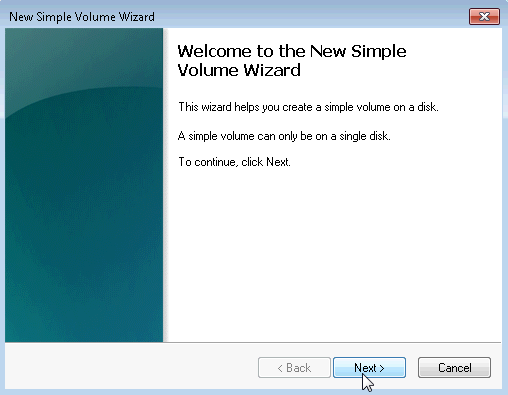 New Simple Volume Wizard
Welcome to the New Simple
Volume Wizard
This wizard helps you create a simple volume on a disk.
A simple volume can only be on a single disk.
To continue, click Next.
< Back
Next >
Cancel